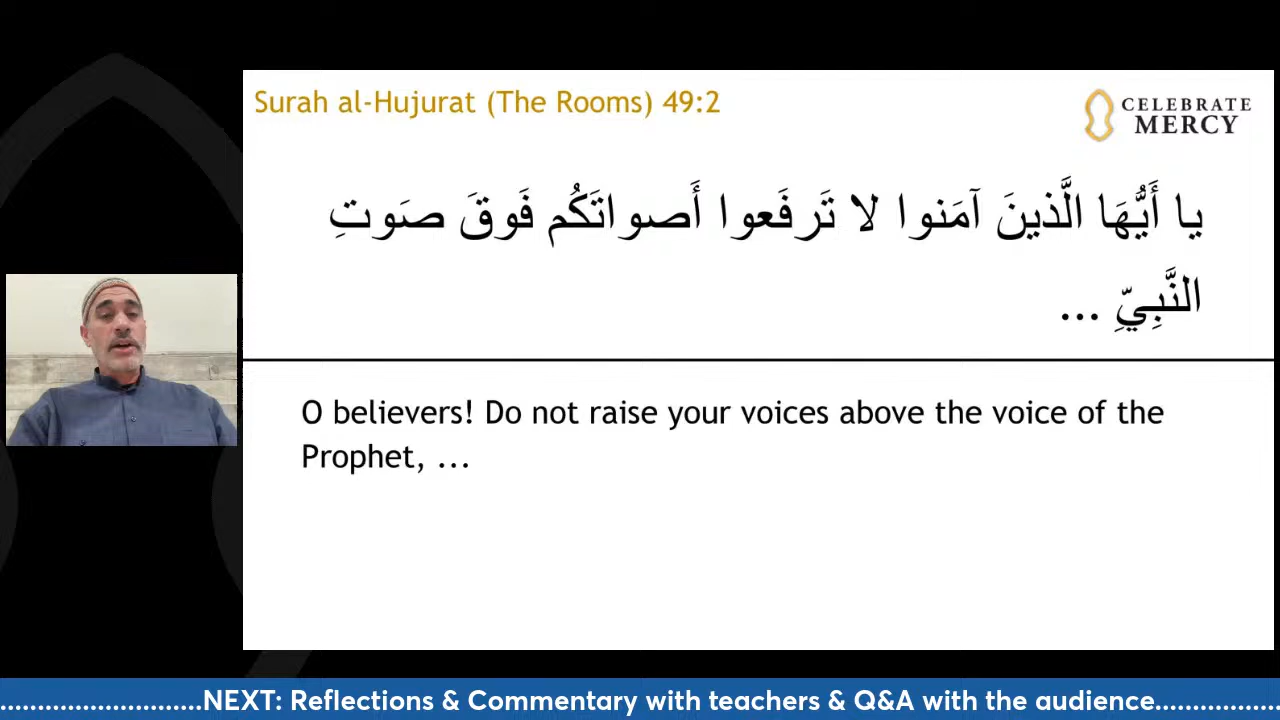 Surah al-Hujurat (The Rooms) 49:2
CELEBRATE
MERCY
يا أَيُّهَا الَّذينَ آمَنوا لا تَرفَعوا أَصواتَكُم فَوقَ صَوتِ
النَّبِيِّ ...
O believers! Do not raise your voices above the voice of the
Prophet, ...
..........................NEXT: Reflections & Commentary with teachers & Q&A with the audience.................